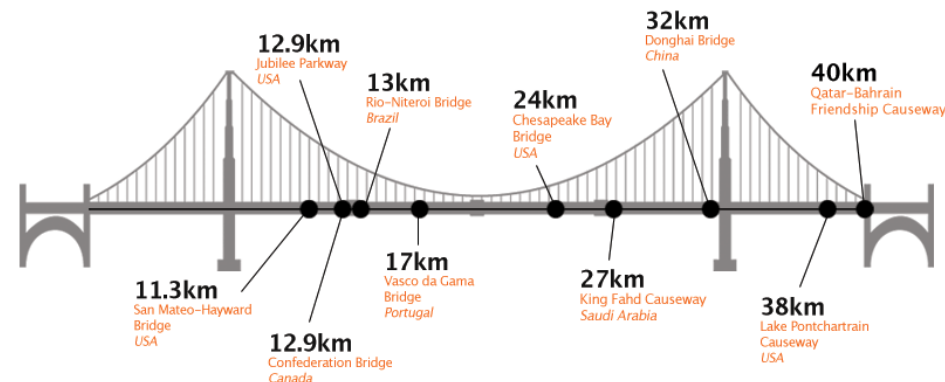 12.9km
Jubilee Parkway
USA
13km
Rio-Niteroi Bridge
Brazil
24km
Chesapeake Bay
Bridge
USA
32km
Donghai Bridge
China
40km
Qatar-Bahrain
Friendship Causeway
11.3km
San Mateo-Hayward
Bridge
USA
12.9km
Confederation Bridge
Canada
17km
Vasco da Gama
Bridge
Portugal
27km
King Fahd Causeway
Saudi Arabia
38km
Lake Pontchartrain
Causeway
USA